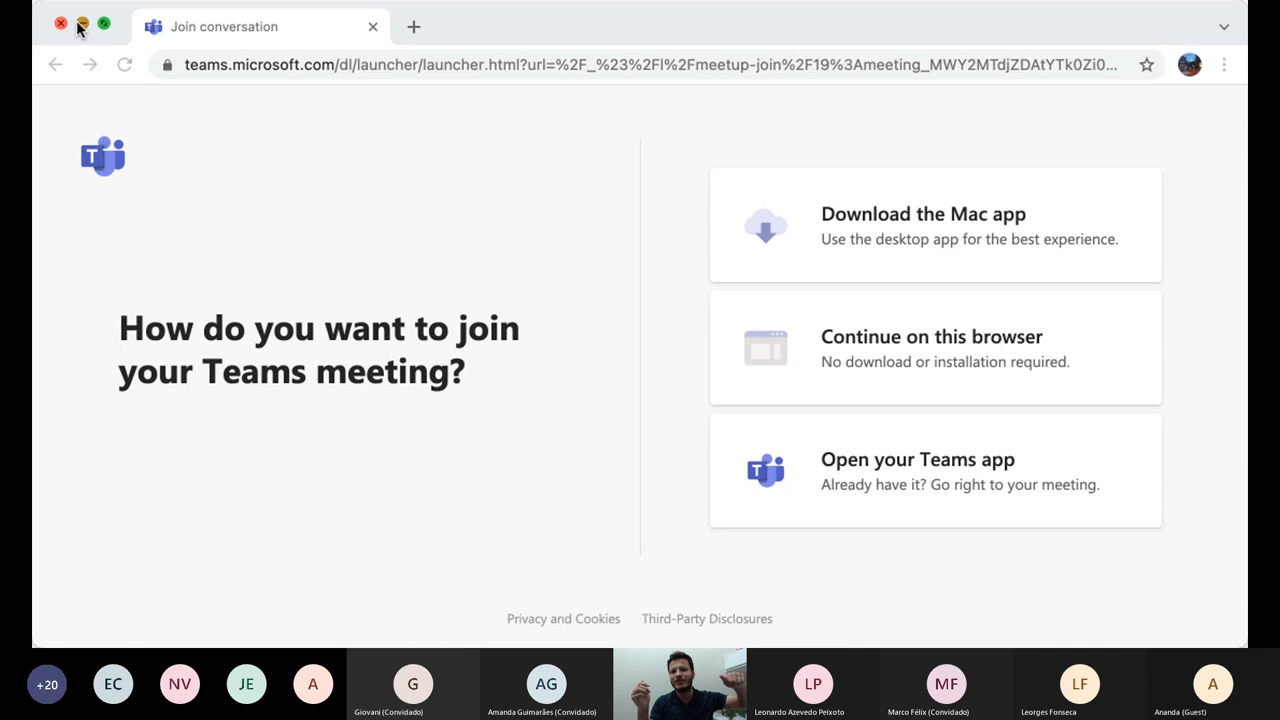 Join conversation
teams.microsoft.com/dl/launcher/launcher.html?url=%2F_%23%2Fl%2Fmeetup-join%2F19%3Ameeting_MWY2MTdjZDAtYTk0Zi0...
T
Download the Mac app
Use the desktop app for the best experience.
How do you want to join
your Teams meeting?
Continue on this browser
No download or installation required.
T
Open your Teams app
Already have it? Go right to your meeting.
Privacy and Cookies Third-Party Disclosures
+20 EC NV JE A G AG LP MF LF A
Giovani (Convidado) Amanda Guimarães (Convidado) Leonardo Azevedo Peixoto Marco Félix (Convidado) Leorges Fonseca Ananda (Guest)